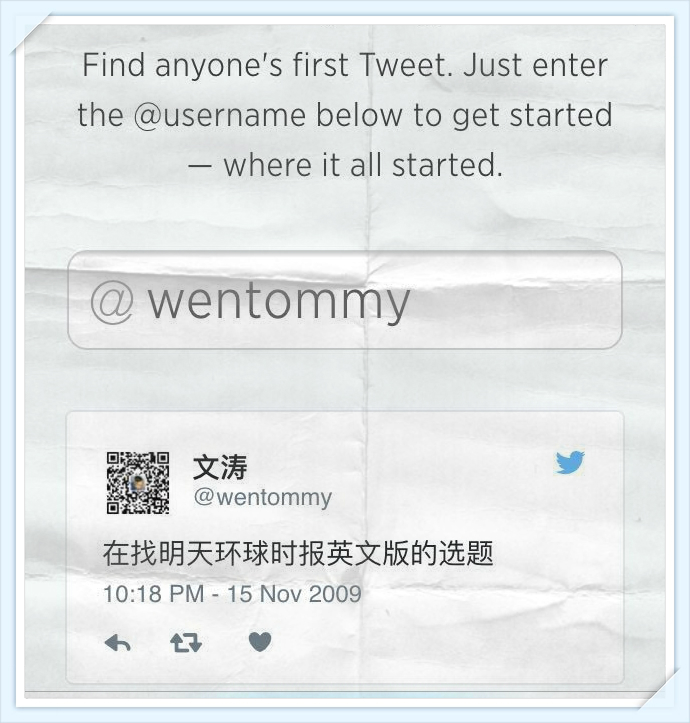 Find anyone's first Tweet. Just enter
the @username below to get started
— where it all started.
@ wentommy
文涛
@wentommy
在找明天环球时报英文版的选题
10:18 PM - 15 Nov 2009